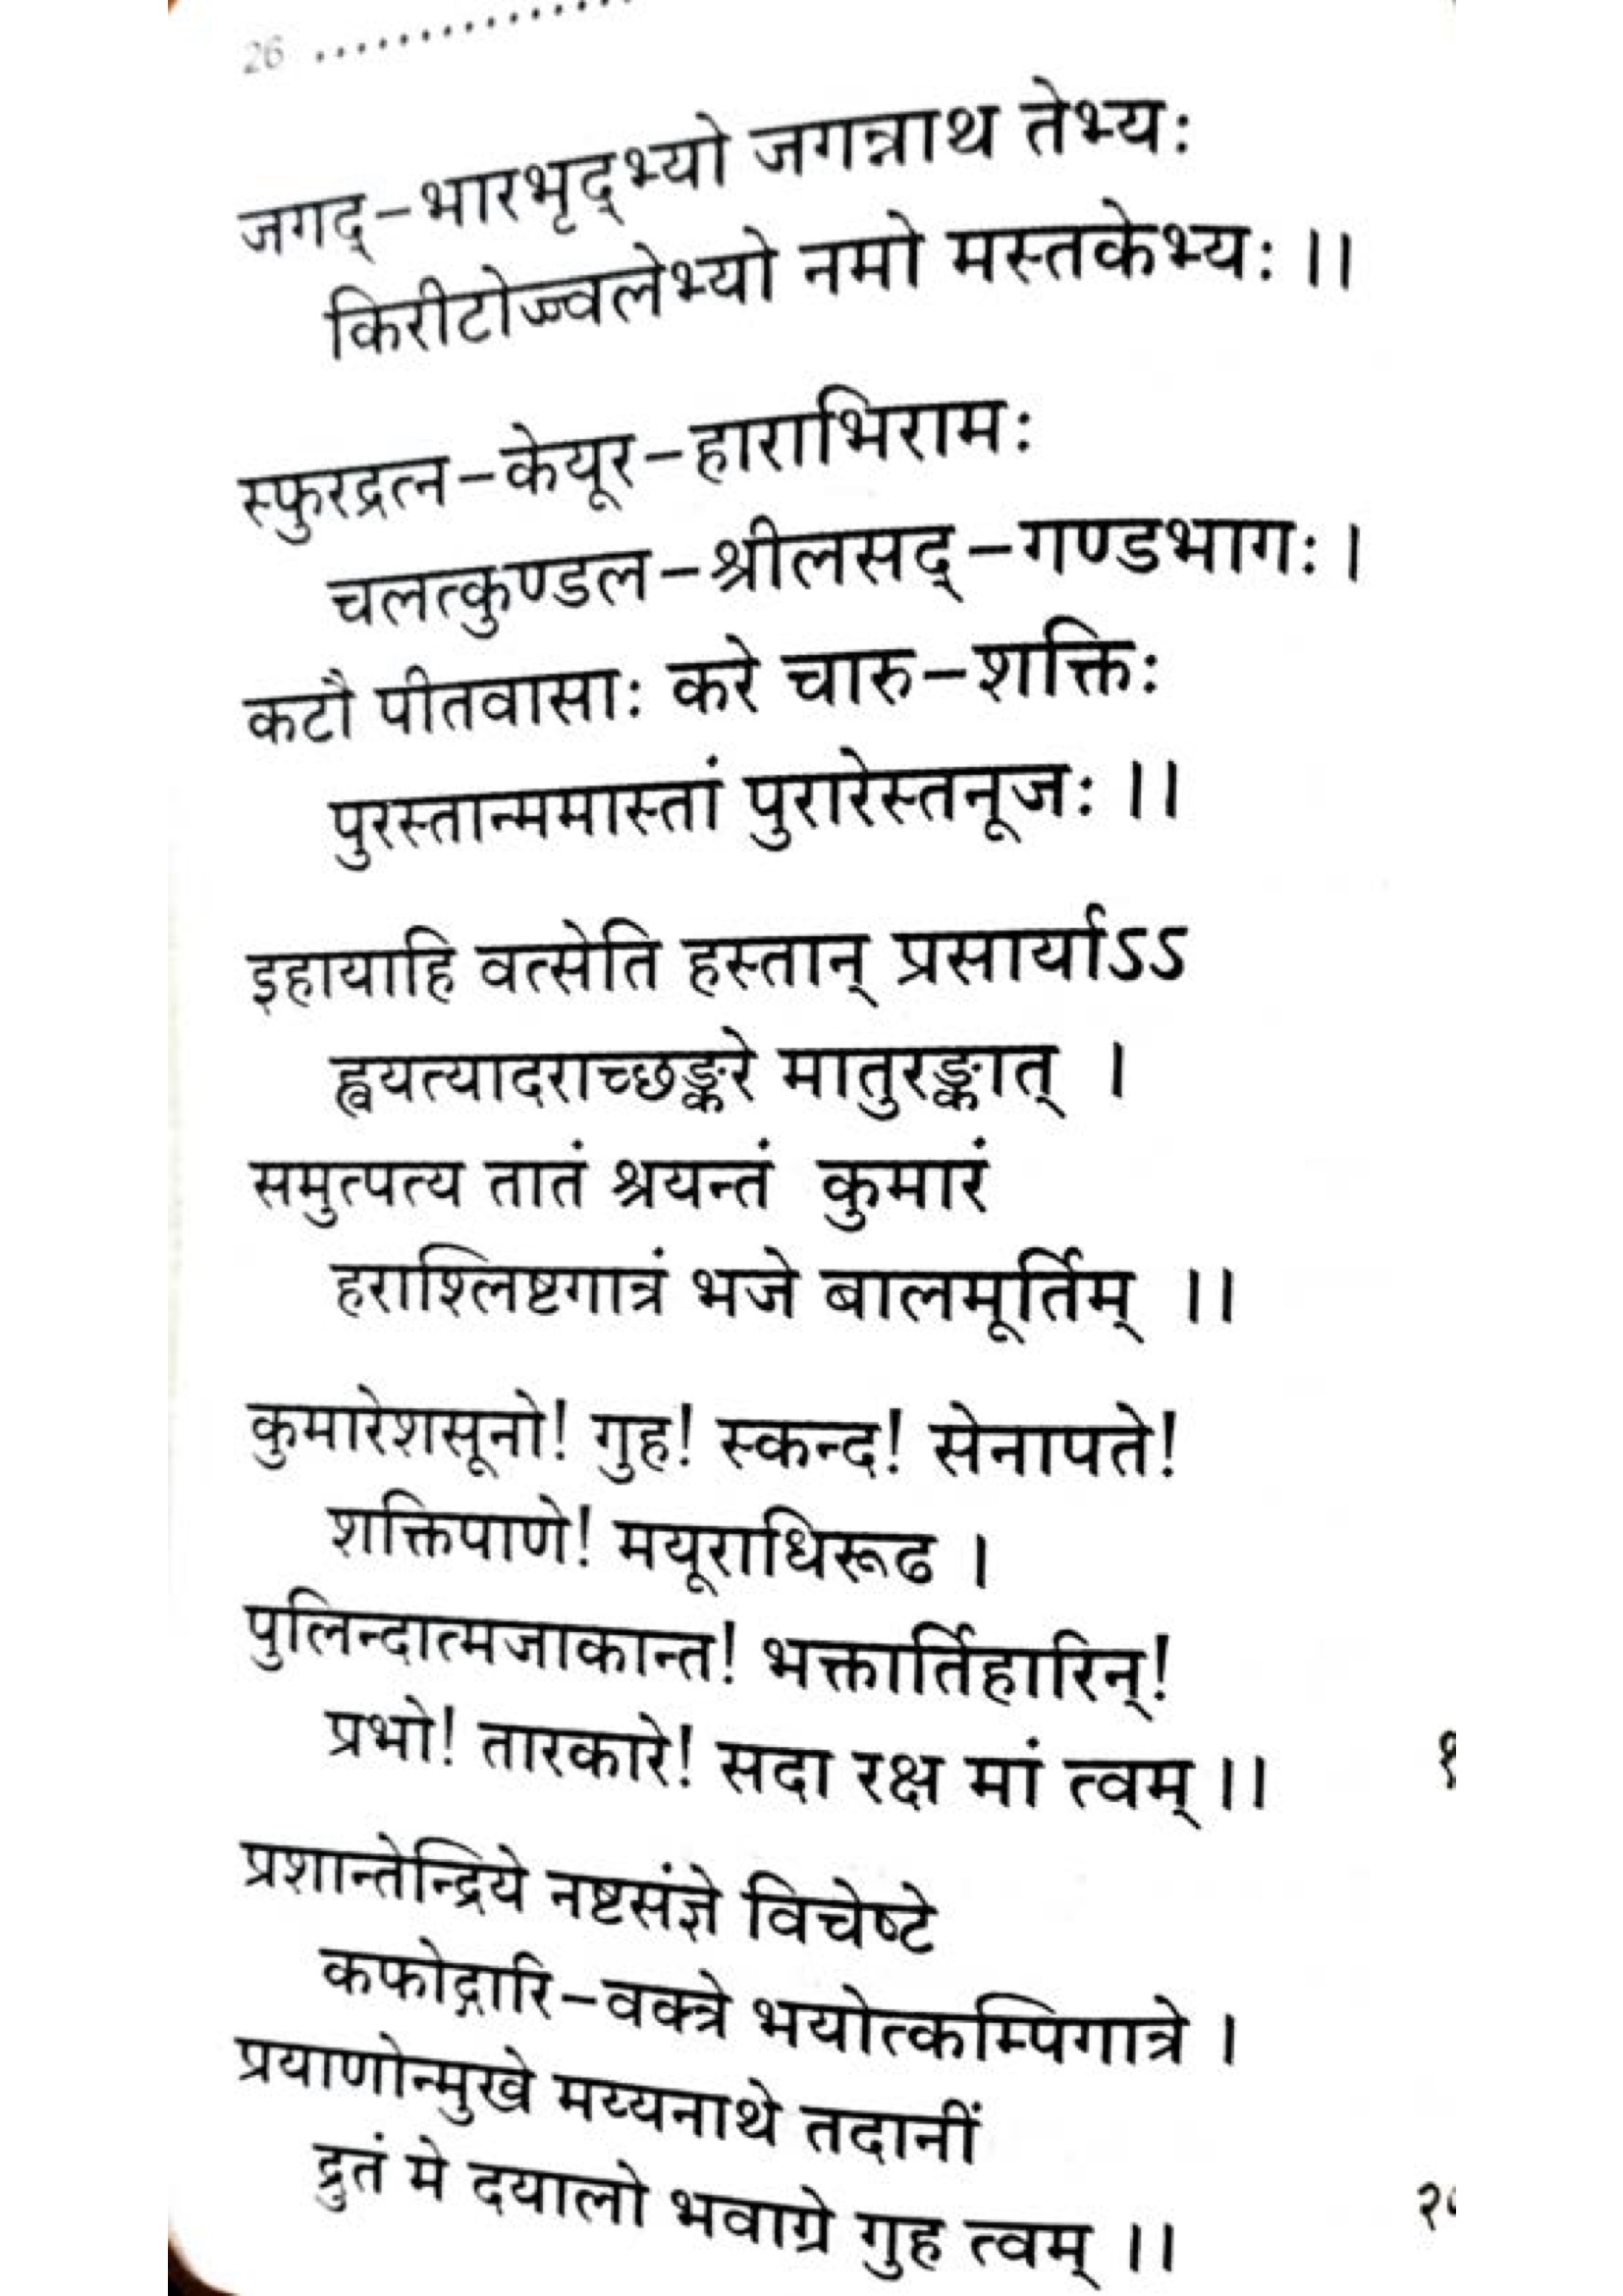 26 ......................
जगद्-भारभृद्भ्यो जगन्नाथ तेभ्यः
किरीटोज्ज्वलेभ्यो नमो मस्तकेभ्यः।।
स्फुरद्रत्न-केयूर-हाराभिरामः
चलत्कुण्डल-श्रीलसद्-गण्डभागः।
कटौ पीतवासाः करे चारु-शक्तिः
पुरस्तान्ममास्तां पुरारेस्तनूजः।।
इहायाहि वत्सेति हस्तान् प्रसार्याऽऽ
ह्वयत्यादराच्छङ्करे मातुरङ्कात् ।
समुत्पत्य तातं श्रयन्तं कुमारं
हराश्लिष्टगात्रं भजे बालमूर्तिम् ।।
कुमारेशसूनो! गुह! स्कन्द! सेनापते!
शक्तिपाणे! मयूराधिरूढ ।
पुलिन्दात्मजाकान्त! भक्तार्तिहारिन्!
प्रभो! तारकारे! सदा रक्ष मां त्वम्।।
प्रशान्तेन्द्रिये नष्टसंज्ञे विचेष्टे
कफोद्गारि-वक्त्रे भयोत्कम्पिगात्रे ।
प्रयाणोन्मुखे मय्यनाथे तदानीं
द्रुतं मे दयालो भवाग्रे गुह त्वम् ।।